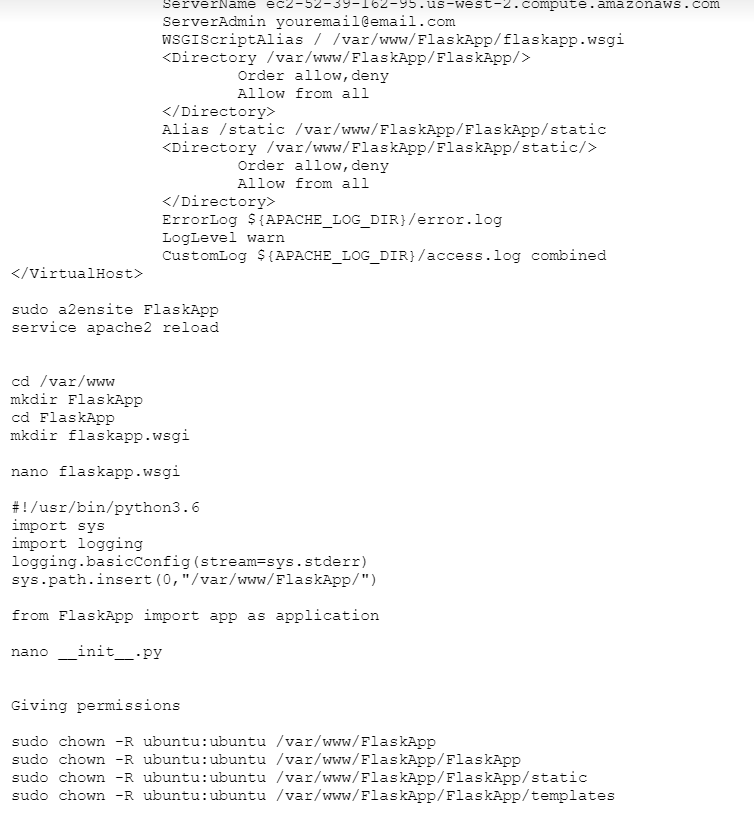 ServerName ec2-52-39-162-95.us-west-2.compute.amazonaws.com
ServerAdmin youremail@email.com
WSGIScriptAlias / /var/www/FlaskApp/flaskapp.wsgi
<Directory /var/www/FlaskApp/FlaskApp/>
Order allow,deny
Allow from all
</Directory>
Alias /static /var/www/FlaskApp/FlaskApp/static
<Directory /var/www/FlaskApp/FlaskApp/static/>
Order allow,deny
Allow from all
</Directory>
ErrorLog ${APACHE_LOG_DIR}/error.log
LogLevel warn
CustomLog ${APACHE_LOG_DIR}/access.log combined
</VirtualHost>
sudo a2ensite FlaskApp
service apache2 reload
cd /var/www
mkdir FlaskApp
cd FlaskApp
mkdir flaskapp.wsgi
nano flaskapp.wsgi
#!/usr/bin/python3.6
import sys
import logging
logging.basicConfig(stream=sys.stderr)
sys.path.insert(0,"/var/www/FlaskApp/")
from FlaskApp import app as application
nano __init__.py
Giving permissions
sudo chown -R ubuntu:ubuntu /var/www/FlaskApp
sudo chown -R ubuntu:ubuntu /var/www/FlaskApp/FlaskApp
sudo chown -R ubuntu:ubuntu /var/www/FlaskApp/FlaskApp/static
sudo chown -R ubuntu:ubuntu /var/www/FlaskApp/FlaskApp/templates